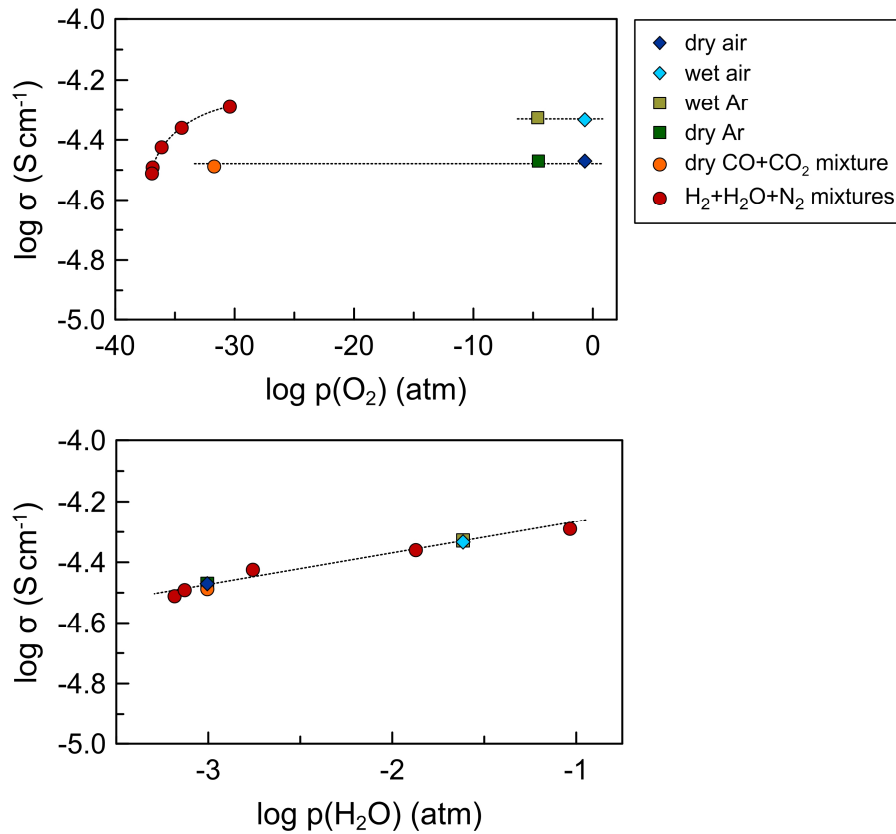 -4.0
-4.2
-4.4
-4.6
-4.8
-5.0
log σ (S cm⁻¹)
-40 -30 -20 -10 0
log p(O₂) (atm)
dry air
wet air
wet Ar
dry Ar
dry CO+CO₂ mixture
H₂+H₂O+N₂ mixtures
-4.0
-4.2
-4.4
-4.6
-4.8
-5.0
log σ (S cm⁻¹)
-3 -2 -1
log p(H₂O) (atm)